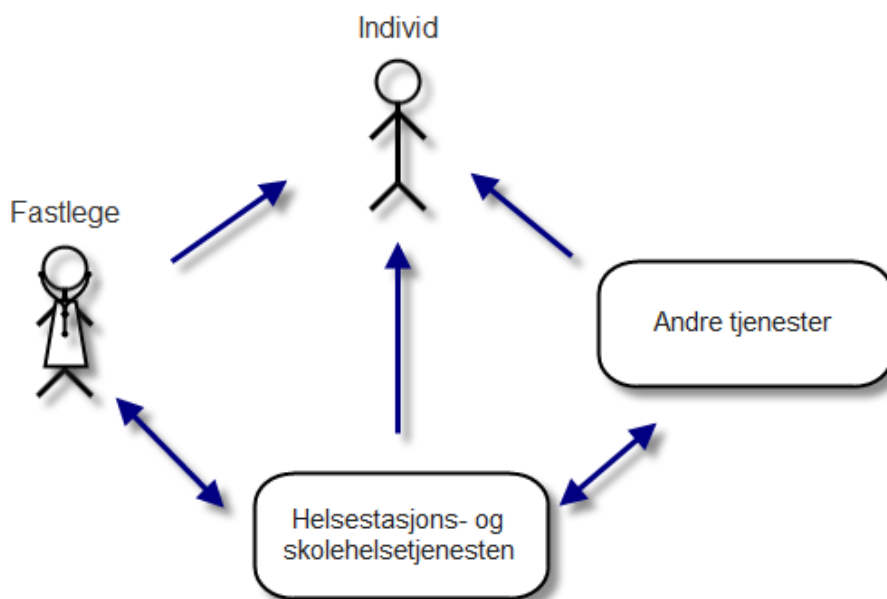 Individ
Fastlege
Andre tjenester
Helsestasjons- og
skolehelsetjenesten